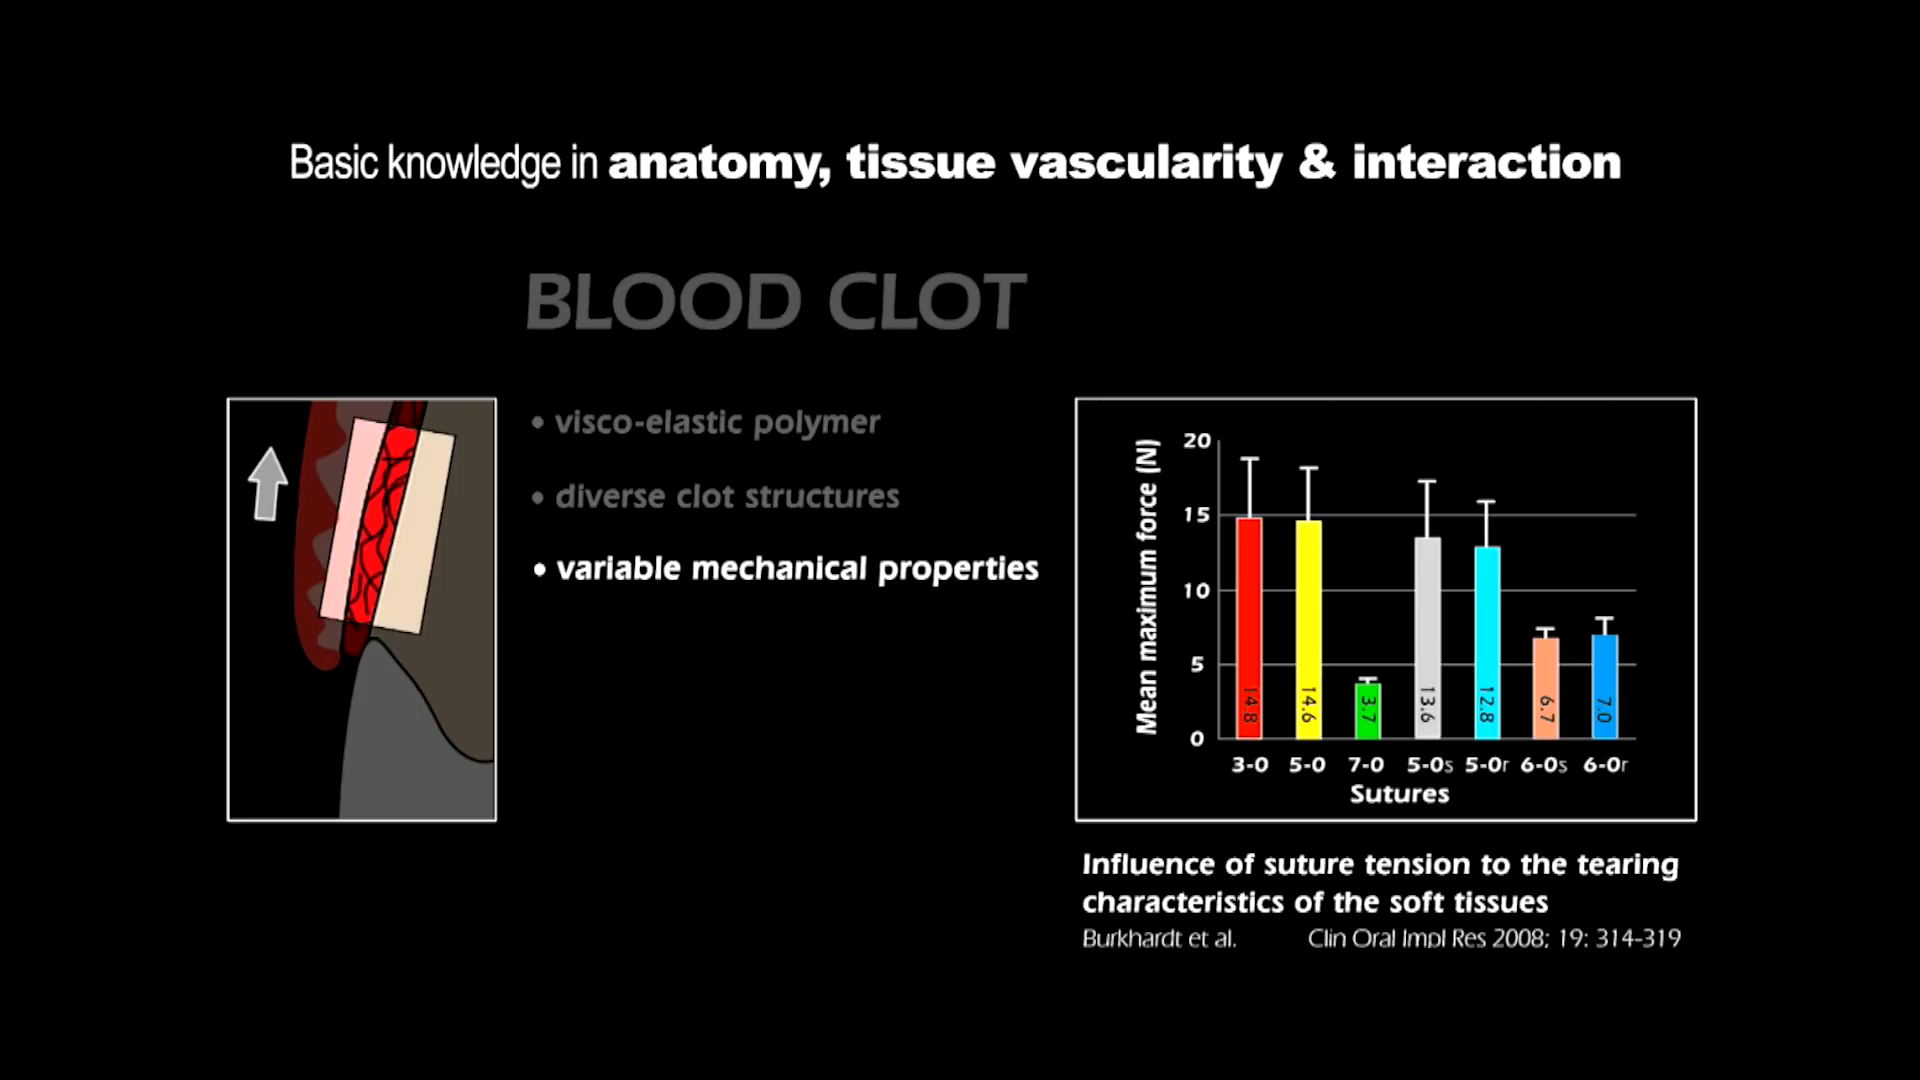 Basic knowledge in anatomy, tissue vascularity & interaction
BLOOD CLOT
• visco-elastic polymer
• diverse clot structures
• variable mechanical properties
Mean maximum force (N)
20
15
10
5
0
14.8
14.6
3.7
13.6
12.8
6.7
7.0
3-0 5-0 7-0 5-0s 5-0r 6-0s 6-0r
Sutures
Influence of suture tension to the tearing
characteristics of the soft tissues
Burkhardt et al. Clin Oral Impl Res 2008; 19: 314-319